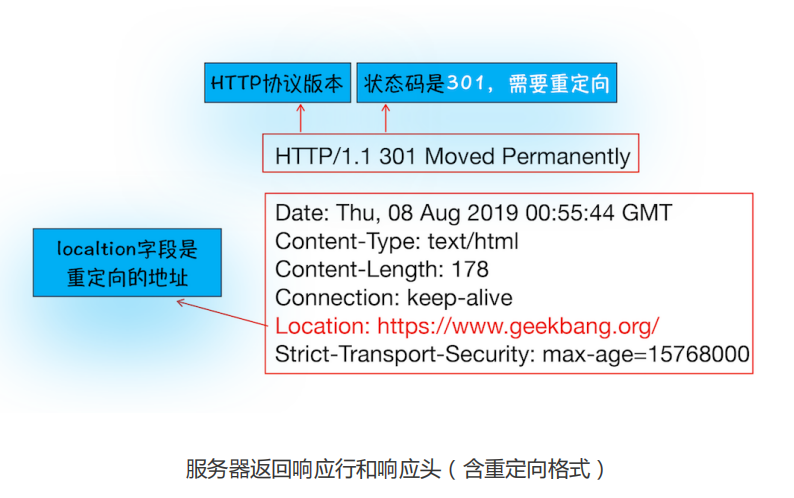 HTTP协议版本
状态码是301，需要重定向
HTTP/1.1 301 Moved Permanently
Date: Thu, 08 Aug 2019 00:55:44 GMT
Content-Type: text/html
Content-Length: 178
Connection: keep-alive
Location: https://www.geekbang.org/
Strict-Transport-Security: max-age=15768000
localtion字段是
重定向的地址
服务器返回响应行和响应头（含重定向格式）